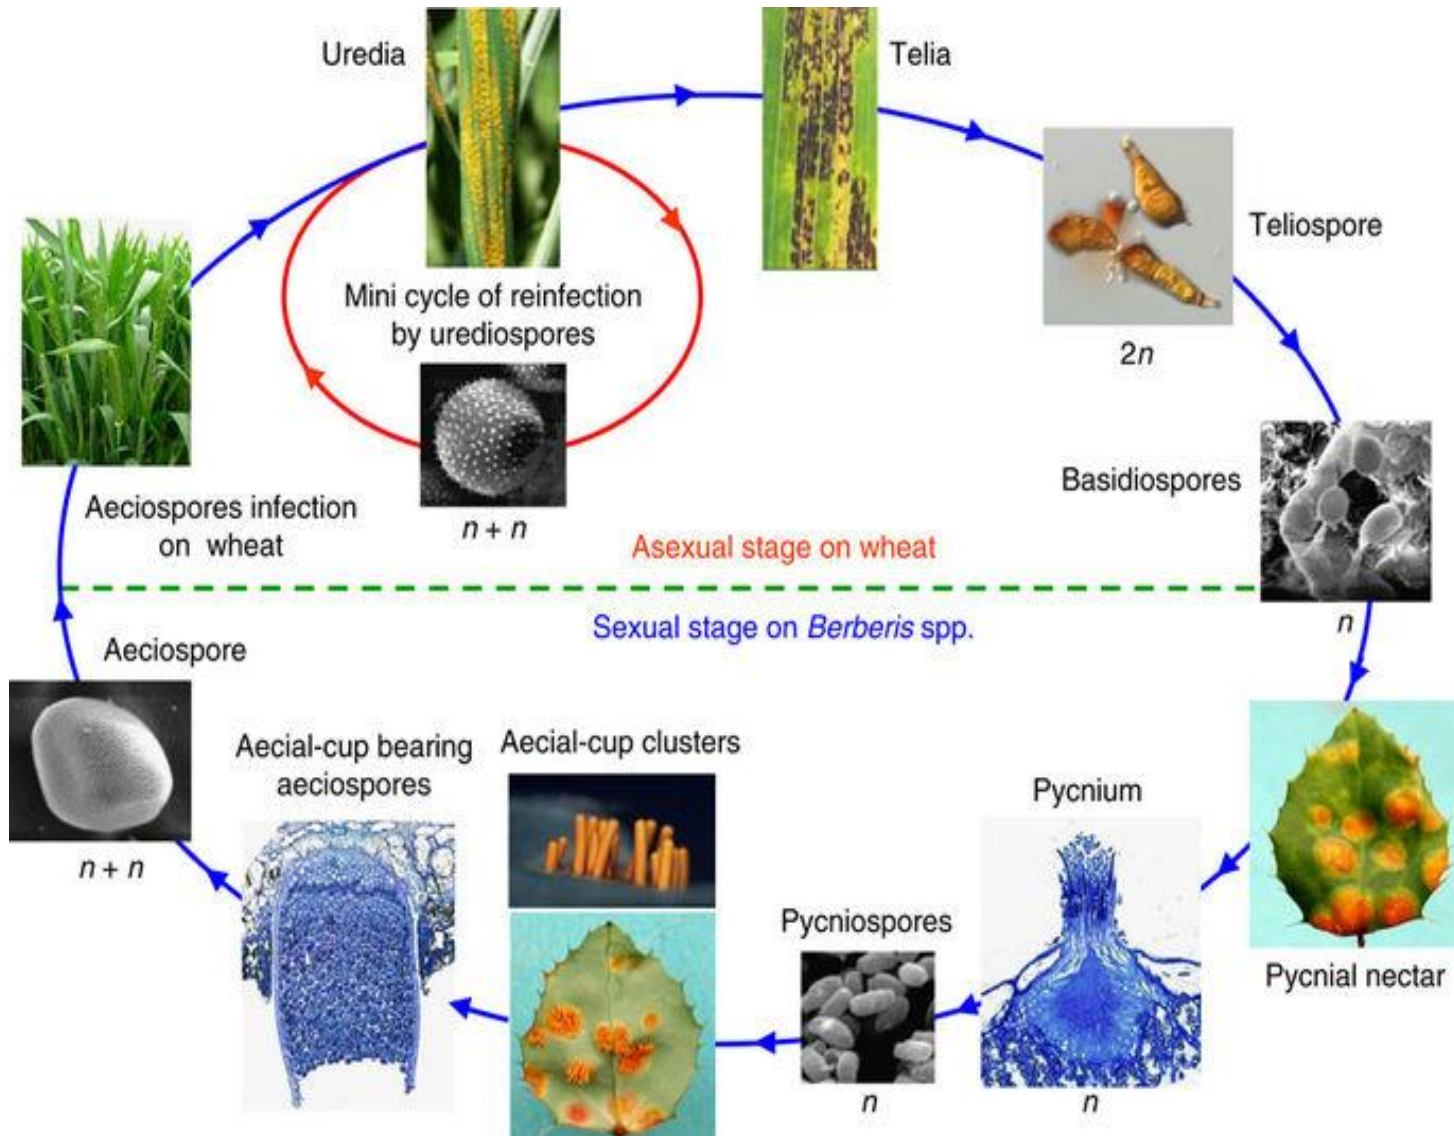 Uredia
Telia
Teliospore
2n
Mini cycle of reinfection
by urediospores
n + n
Basidiospores
n
Aeciospores infection
on wheat
Asexual stage on wheat
Sexual stage on Berberis spp.
Aeciospore
n + n
Aecial-cup bearing
aeciospores
Aecial-cup clusters
Pycniospores
n
Pycnium
n
Pycnial nectar